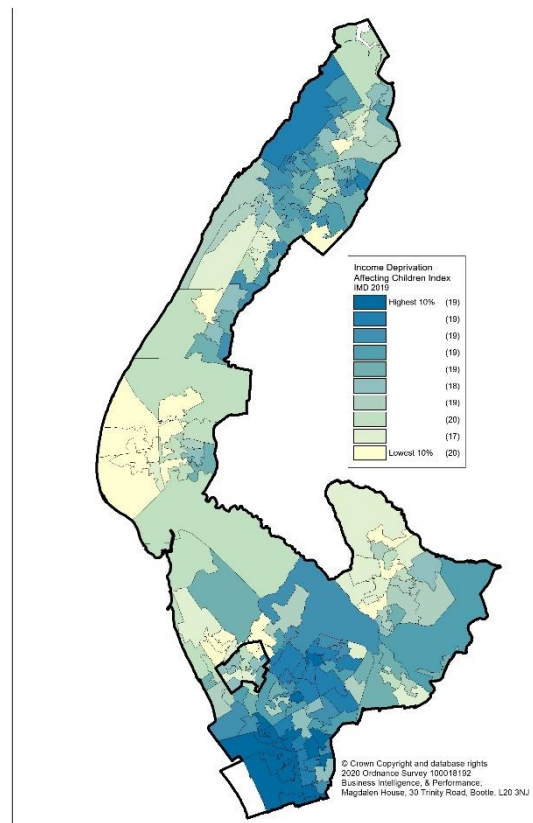 Income Deprivation
Affecting Children Index
IMD 2019
Highest 10% (19)
(19)
(19)
(19)
(19)
(18)
(19)
(20)
(17)
Lowest 10% (20)
© Crown Copyright and database rights
2020 Ordnance Survey 100018192
Business Intelligence, & Performance,
Magdalen House, 30 Trinity Road, Bootle, L20 3NJ